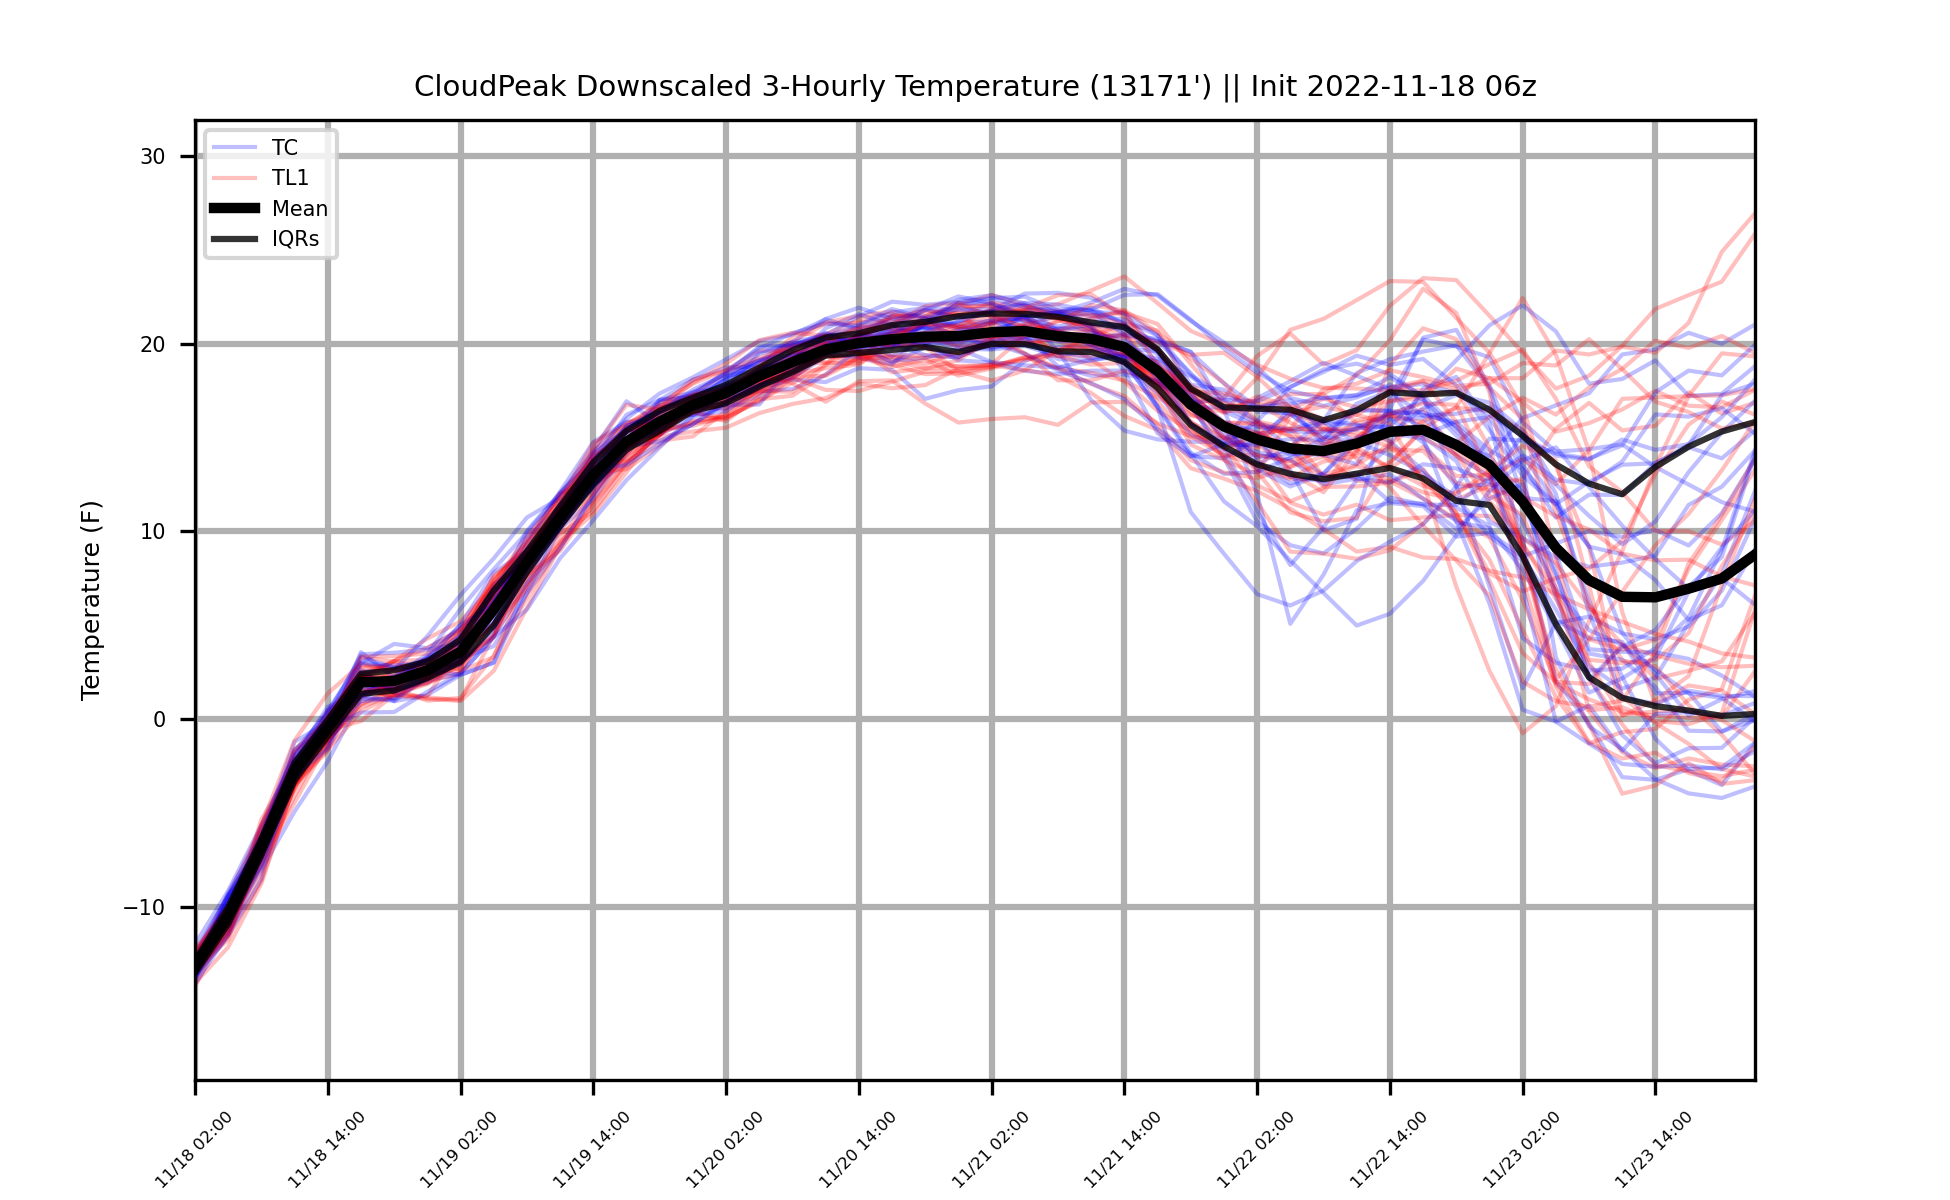 CloudPeak Downscaled 3-Hourly Temperature (13171') || Init 2022-11-18 06z
TC
TL1
Mean
IQRs
Temperature (F)
30
20
10
0
−10
11/18 02:00
11/18 14:00
11/19 02:00
11/19 14:00
11/20 02:00
11/20 14:00
11/21 02:00
11/21 14:00
11/22 02:00
11/22 14:00
11/23 02:00
11/23 14:00